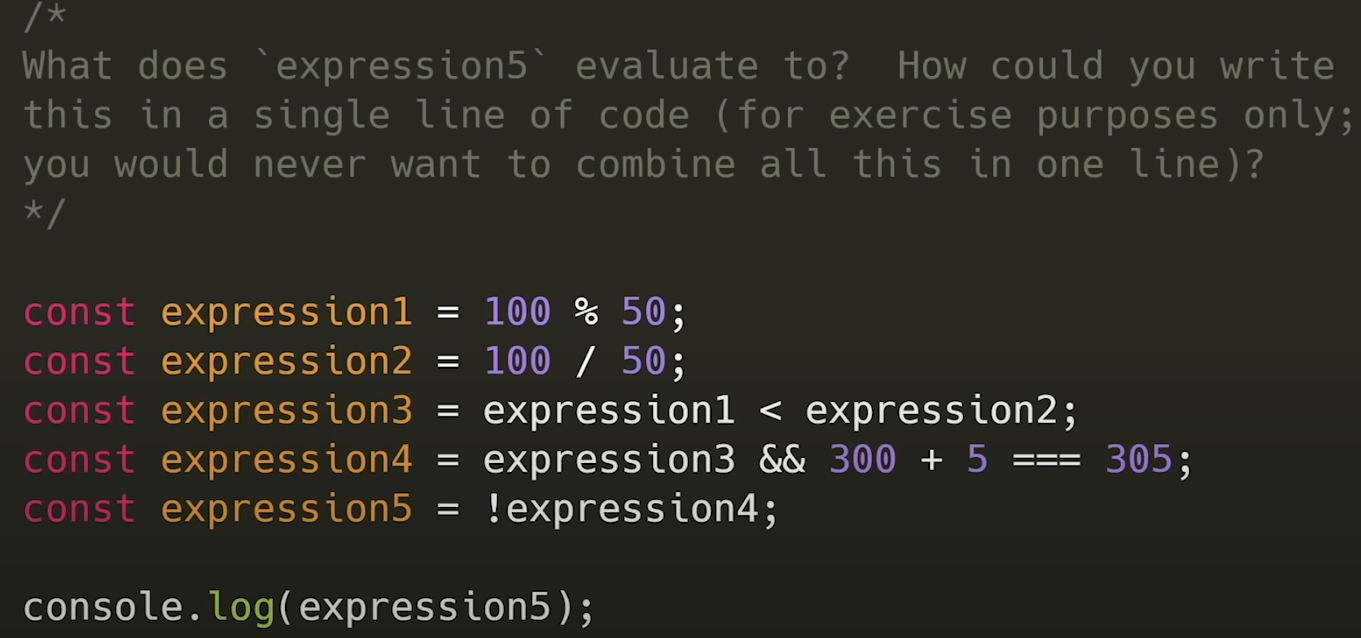 /*
What does `expression5` evaluate to?  How could you write
this in a single line of code (for exercise purposes only;
you would never want to combine all this in one line)?
*/

const expression1 = 100 % 50;
const expression2 = 100 / 50;
const expression3 = expression1 < expression2;
const expression4 = expression3 && 300 + 5 === 305;
const expression5 = !expression4;

console.log(expression5);